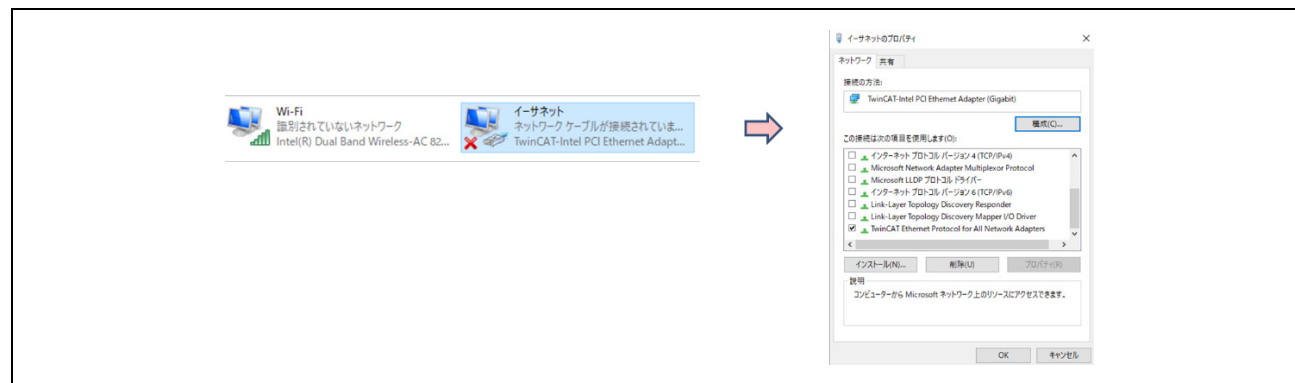 Wi-Fi
識別されていないネットワーク
Intel(R) Dual Band Wireless-AC 82...
イーサネット
ネットワーク ケーブルが接続されていま...
TwinCAT-Intel PCI Ethernet Adapt...
イーサネットのプロパティ
ネットワーク 共有
接続の方法:
TwinCAT-Intel PCI Ethernet Adapter (Gigabit)
構成(C)...
この接続は次の項目を使用します(O):
インターネット プロトコル バージョン 4 (TCP/IPv4)
Microsoft Network Adapter Multiplexor Protocol
Microsoft LLDP プロトコル ドライバー
インターネット プロトコル バージョン 6 (TCP/IPv6)
Link-Layer Topology Discovery Responder
Link-Layer Topology Discovery Mapper I/O Driver
TwinCAT Ethernet Protocol for All Network Adapters
インストール(N)... 削除(U) プロパティ(R)
説明
コンピューターから Microsoft ネットワーク上のリソースにアクセスできます。
OK キャンセル